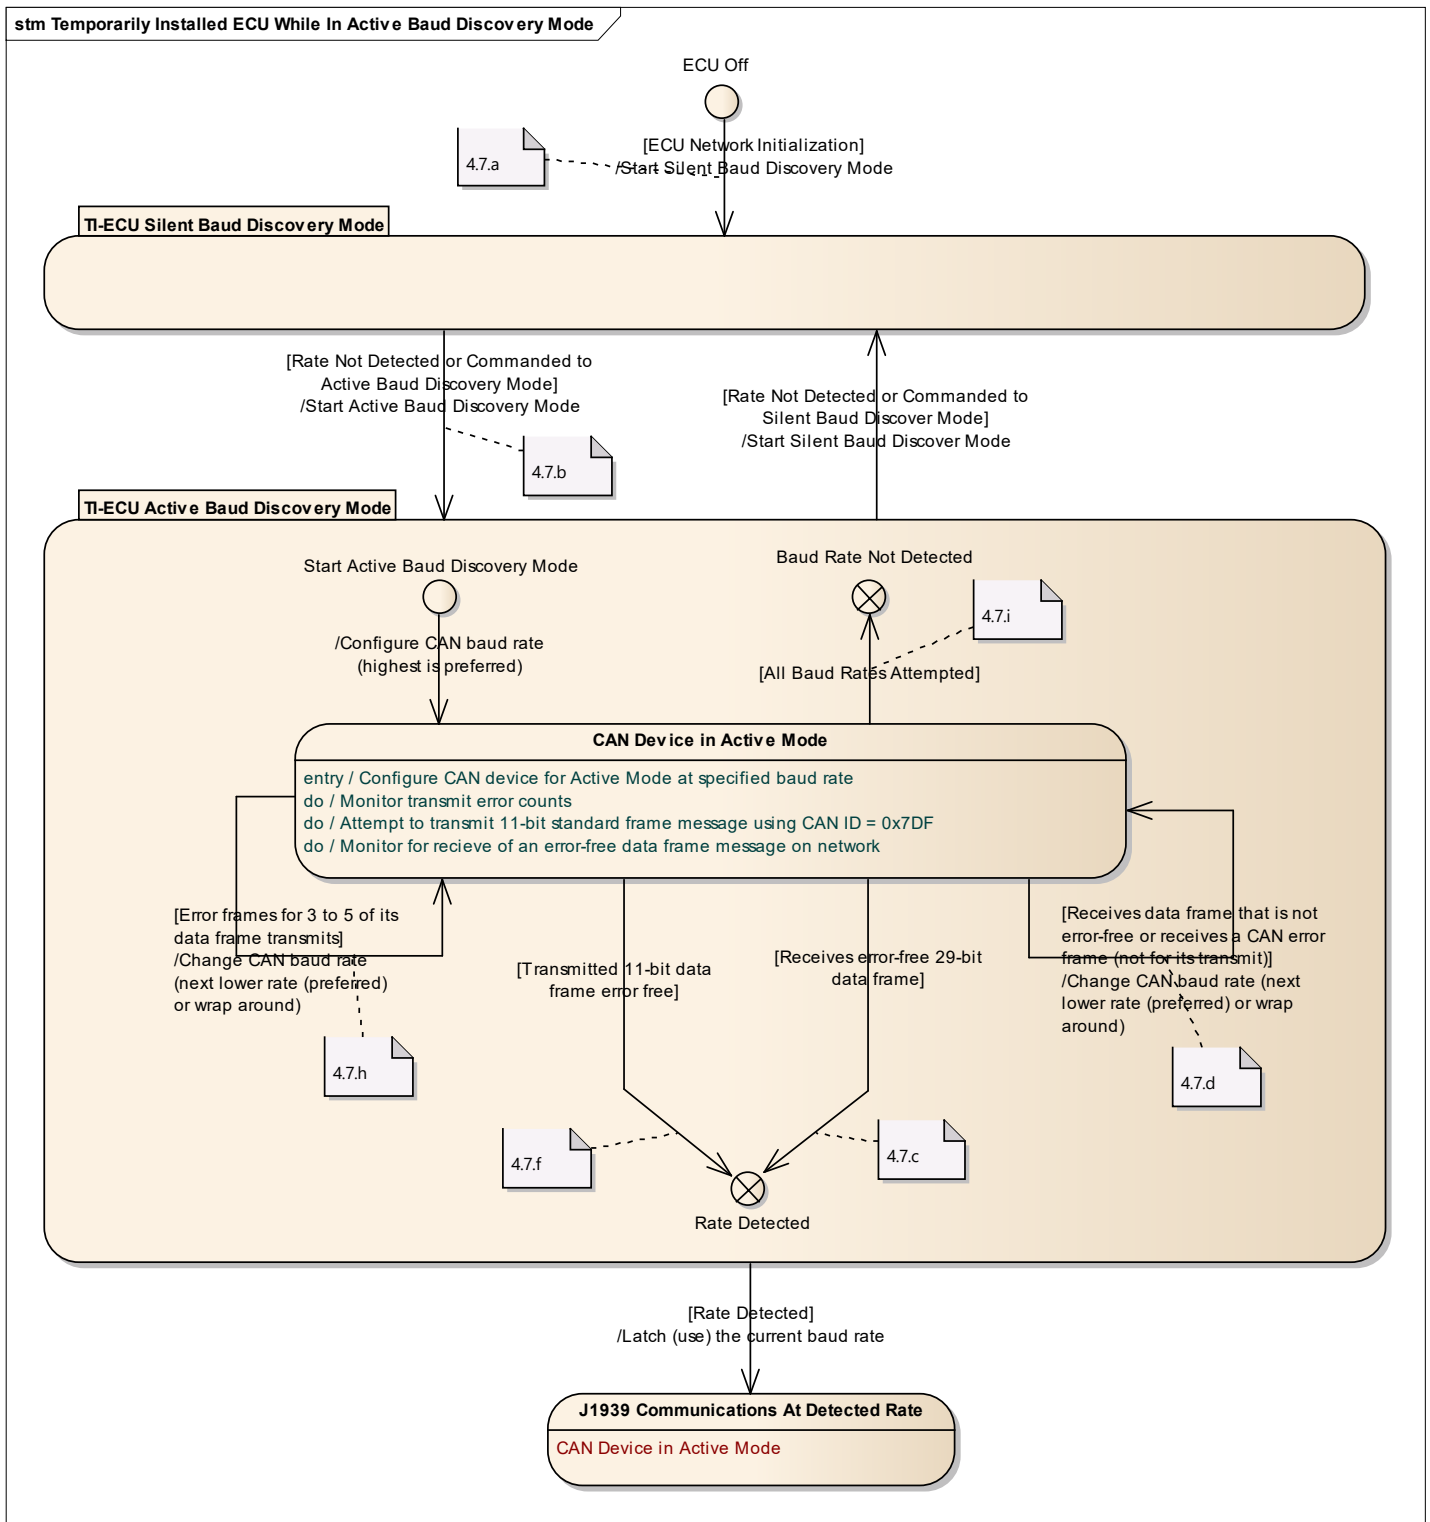 stm Temporarily Installed ECU While In Active Baud Discovery Mode
ECU Off
[ECU Network Initialization]
/Start Silent Baud Discovery Mode
4.7.a
TI-ECU Silent Baud Discovery Mode
[Rate Not Detected or Commanded to
Active Baud Discovery Mode]
/Start Active Baud Discovery Mode
[Rate Not Detected or Commanded to
Silent Baud Discover Mode]
/Start Silent Baud Discover Mode
4.7.b
TI-ECU Active Baud Discovery Mode
Start Active Baud Discovery Mode
Baud Rate Not Detected
4.7.i
/Configure CAN baud rate
(highest is preferred)
[All Baud Rates Attempted]
CAN Device in Active Mode
entry / Configure CAN device for Active Mode at specified baud rate
do / Monitor transmit error counts
do / Attempt to transmit 11-bit standard frame message using CAN ID = 0x7DF
do / Monitor for recieve of an error-free data frame message on network
[Error frames for 3 to 5 of its
data frame transmits]
/Change CAN baud rate
(next lower rate (preferred)
or wrap around)
[Transmitted 11-bit data
frame error free]
[Receives error-free 29-bit
data frame]
[Receives data frame that is not
error-free or receives a CAN error
frame (not for its transmit)]
/Change CAN baud rate (next
lower rate (preferred) or wrap
around)
4.7.h
4.7.d
4.7.f
4.7.c
Rate Detected
[Rate Detected]
/Latch (use) the current baud rate
J1939 Communications At Detected Rate
CAN Device in Active Mode